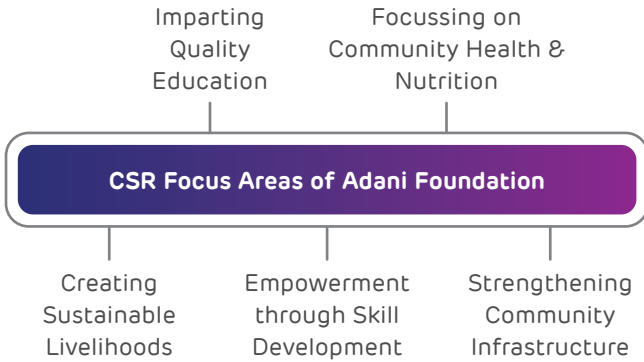 Imparting
Quality
Education
Focussing on
Community Health &
Nutrition
CSR Focus Areas of Adani Foundation
Creating
Sustainable
Livelihoods
Empowerment
through Skill
Development
Strengthening
Community
Infrastructure